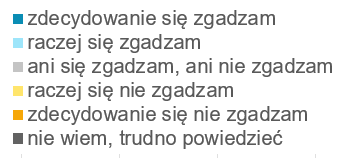 zdecydowanie się zgadzam
raczej się zgadzam
ani się zgadzam, ani nie zgadzam
raczej się nie zgadzam
zdecydowanie się nie zgadzam
nie wiem, trudno powiedzieć